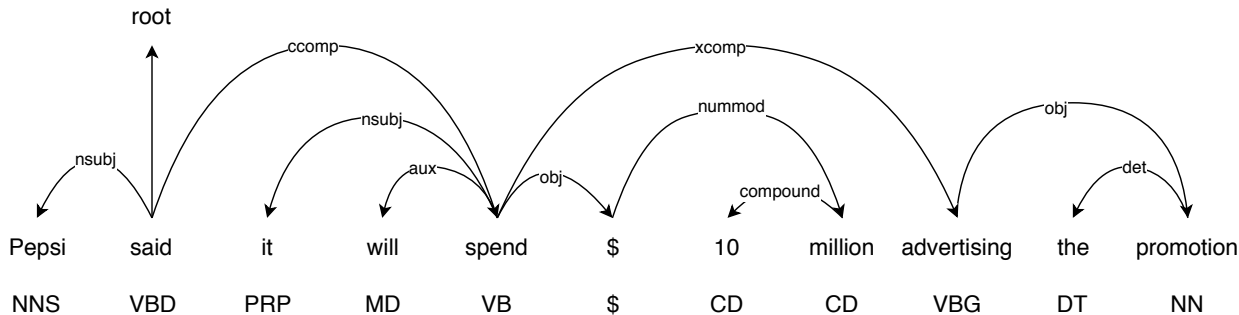 root
ccomp
xcomp
nummod
obj
nsubj
nsubj
aux
obj
compound
det
Pepsi said it will spend $ 10 million advertising the promotion
NNS VBD PRP MD VB $ CD CD VBG DT NN